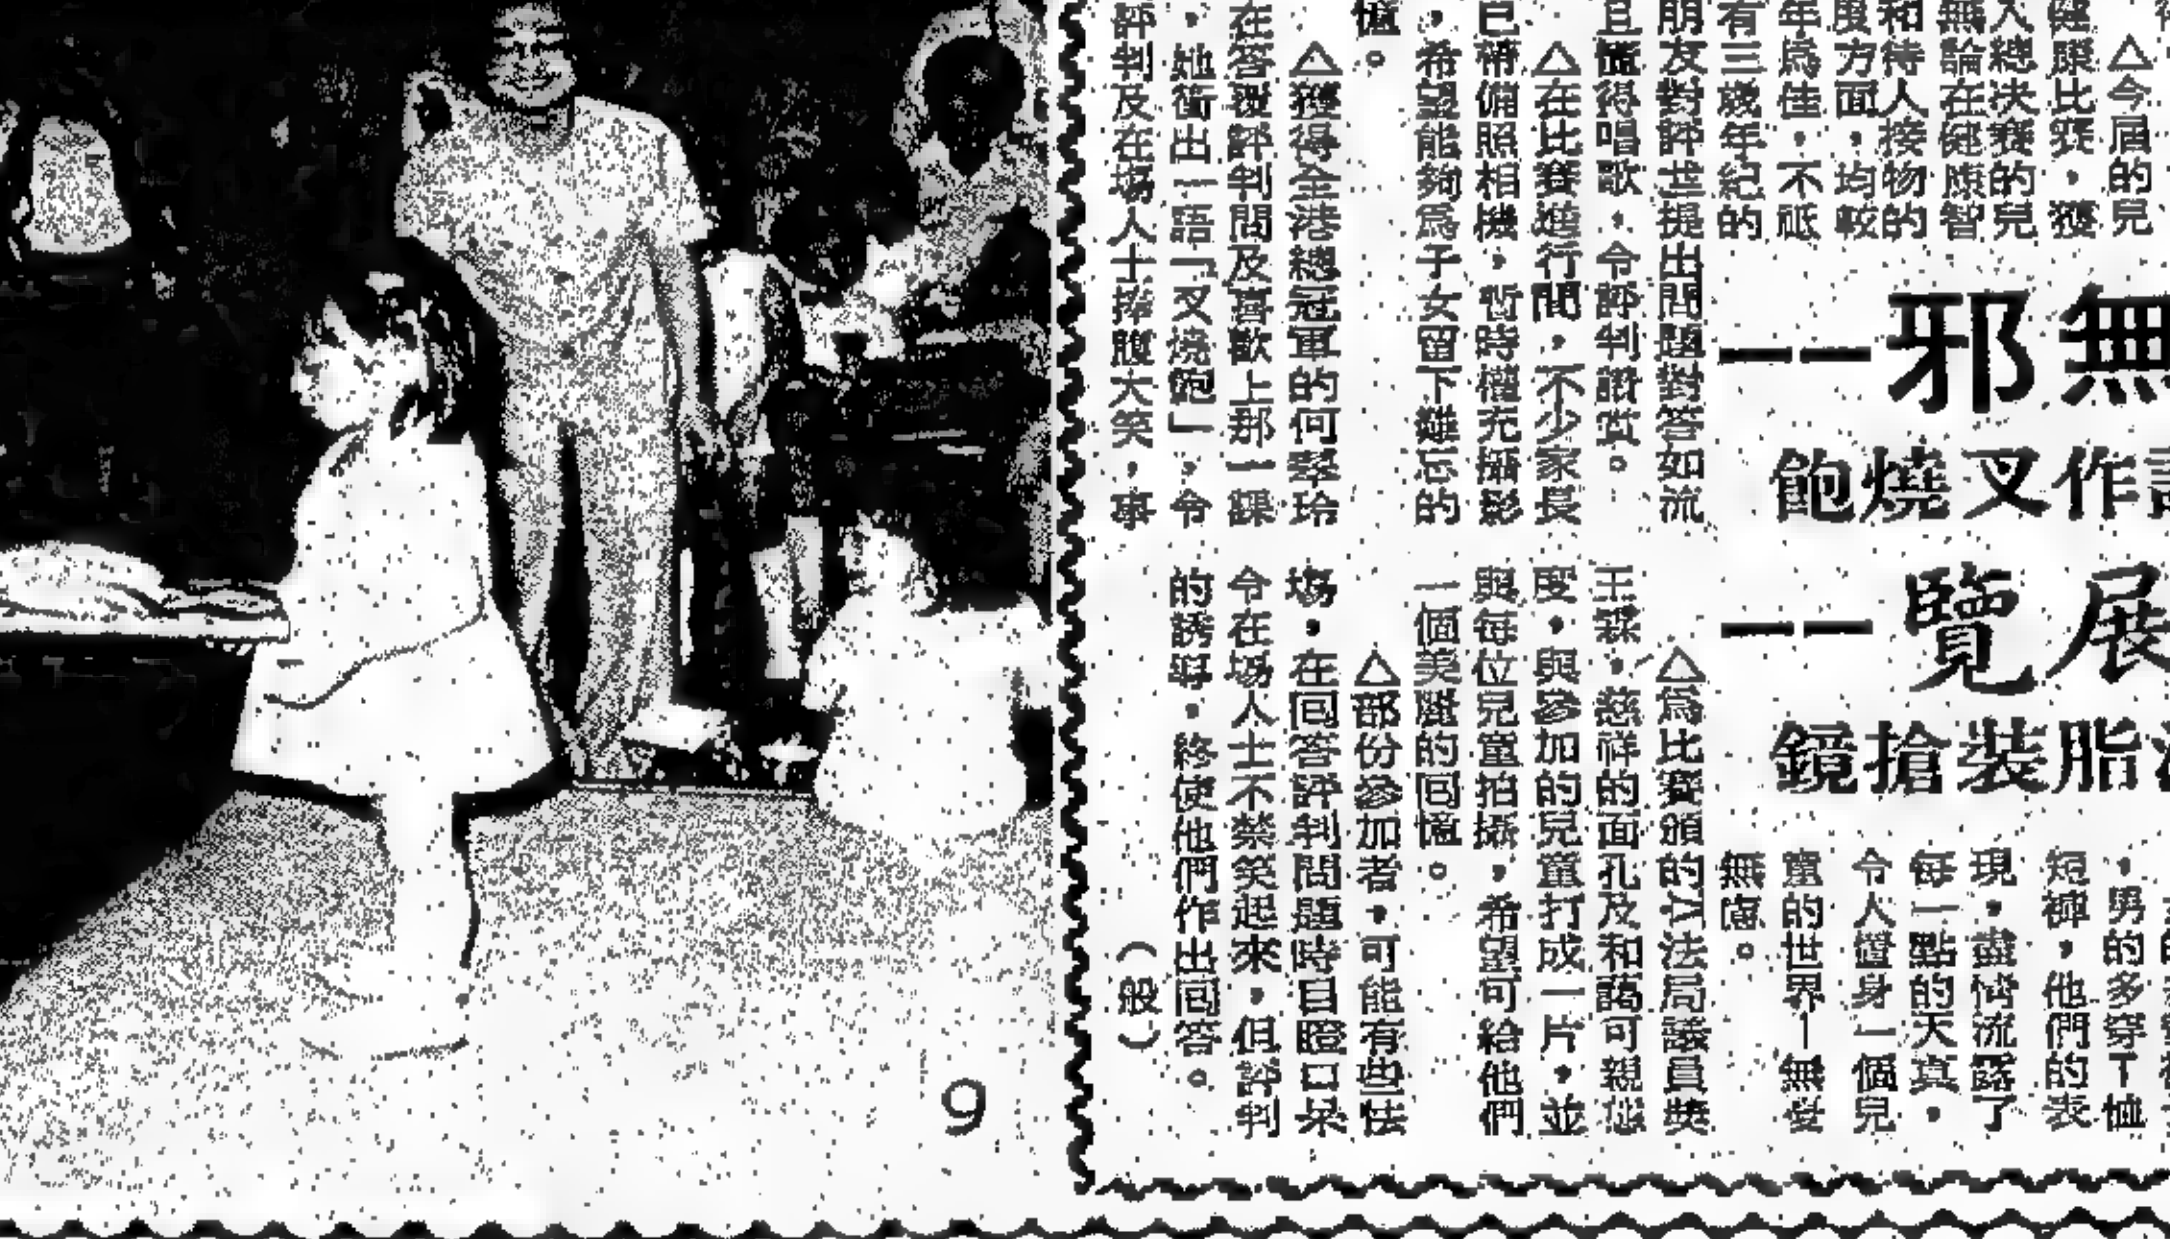 △今屆的兒
健康比賽，獲
入總决賽的兒
無論在健康智
和待人接物的
度方面，均較
年爲佳，不祗
有三歲年紀的
朋友對評世提出問題對答如流
且懂得唱歌，令評判讚賞。
△在比賽進行間，不少家長
已帶備照相機，暫時權充攝影
，希望能夠爲子女留下難忘的
憶。
△獲得全港總冠軍的何翠玲
在答覆評判問及喜歡上那一課
，她衝出一語「叉燒飽」，令
評判及在場人士捧腹大笑，事
無邪——
作叉燒飽
展覽——
脂裝搶鏡
，男的多穿T恤
短褲，他們的表
現，盡情流露了
每一點的天真，
令人置身一個兒
童的世界—無憂
無慮。
△爲比賽頒的立法局議員獎
王霖，慈祥的面孔及和藹可親態
度，與參加的兒童打成一片，並
與每位兒童拍攝，希望可給他們
一個美麗的回憶。
△部份參加者，可能有些怯
場，在回答評判問題時目瞪口呆
令在場人士不禁笑起來，但評判
的誘導，終使他們作出回答。
（般）
9